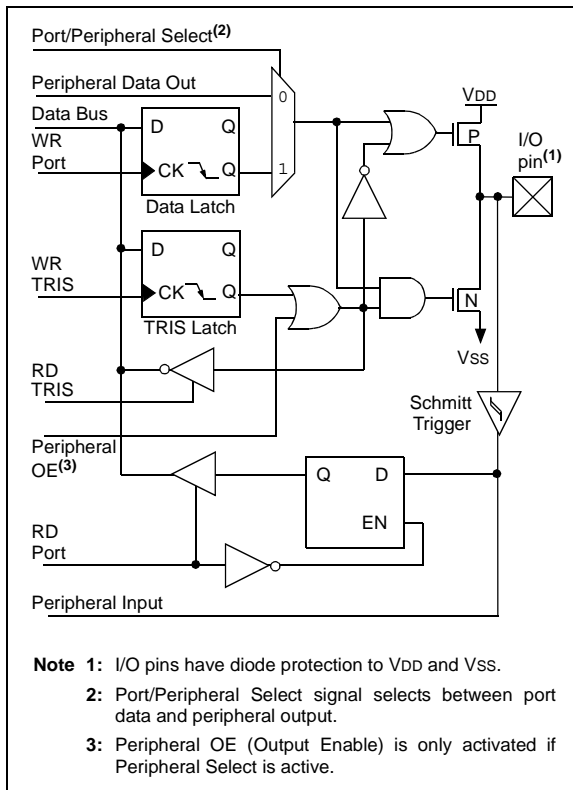 Port/Peripheral Select(2)
Peripheral Data Out
Data Bus
WR
Port
D
Q
CK
Q
Data Latch
0
1
VDD
P
I/O
pin(1)
WR
TRIS
D
Q
CK
Q
TRIS Latch
N
VSS
RD
TRIS
Schmitt
Trigger
Peripheral
OE(3)
Q
D
EN
RD
Port
Peripheral Input
Note 1: I/O pins have diode protection to VDD and VSS.
2: Port/Peripheral Select signal selects between port
data and peripheral output.
3: Peripheral OE (Output Enable) is only activated if
Peripheral Select is active.